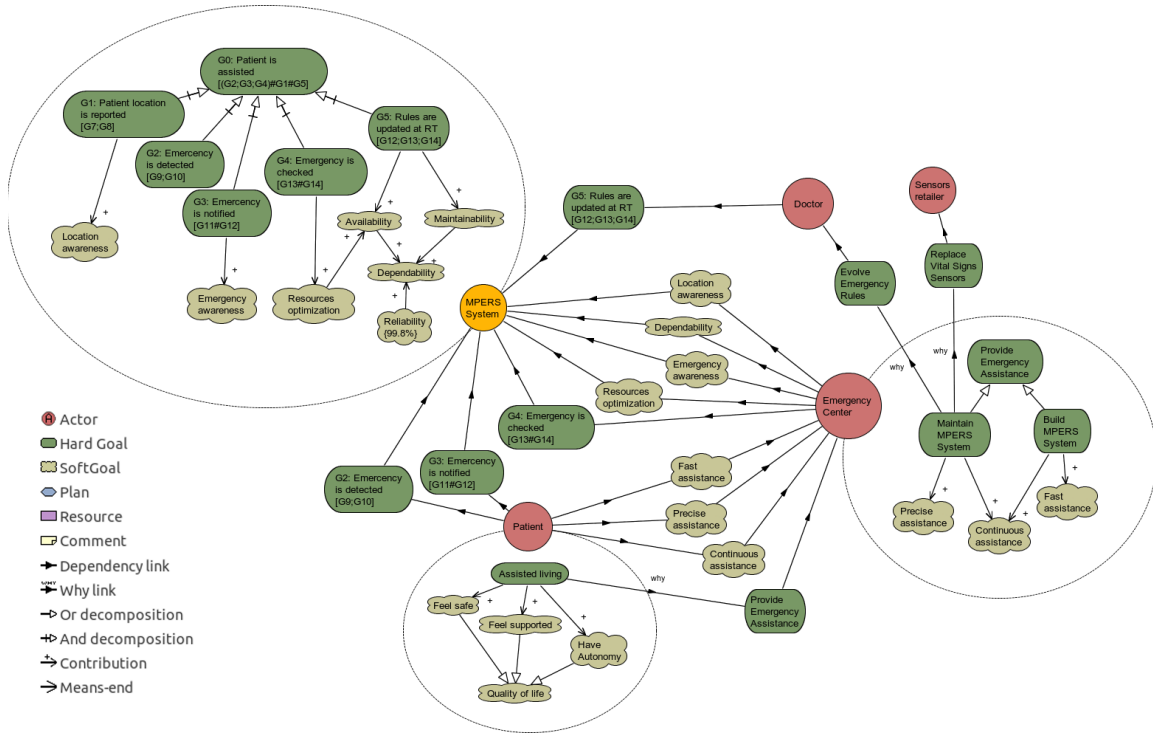 G0: Patient is
assisted
[(G2;G3;G4)#G1#G5]
G1: Patient location
is reported
[G7;G8]
G2: Emercency
is detected
[G9;G10]
G3: Emercency
is notified
[G11#G12]
G4: Emergency is
checked
[G13#G14]
G5: Rules are
updated at RT
[G12;G13;G14]
+
+
+
+
+
+
+
+
+
Location
awareness
Emergency
awareness
Resources
optimization
Availability
Maintainability
Dependability
Reliability
{99.8%}
MPERS
System
G5: Rules are
updated at RT
[G12;G13;G14]
Doctor
Sensors
retailer
Evolve
Emergency
Rules
Replace
Vital Signs
Sensors
why
why
Location
awareness
Dependability
Emergency
awareness
Resources
optimization
G4: Emergency is
checked
[G13#G14]
Emergency
Center
Provide
Emergency
Assistance
Maintain
MPERS
System
Build
MPERS
System
+
+
+
+
Precise
assistance
Continuous
assistance
Fast
assistance
G2: Emercency
is detected
[G9;G10]
G3: Emercency
is notified
[G11#G12]
Patient
Fast
assistance
Precise
assistance
Continuous
assistance
Assisted living
why
Provide
Emergency
Assistance
+
+
+
Feel safe
Feel supported
Have
Autonomy
Quality of life
A Actor
Hard Goal
SoftGoal
Plan
Resource
Comment
Dependency link
WHY Why link
Or decomposition
And decomposition
+ Contribution
Means-end